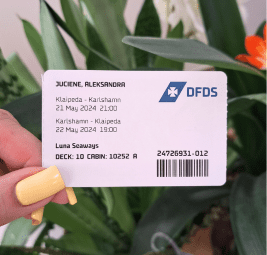 JUCIENE, ALEKSANDRA
DFDS
Klaipeda - Karlshamn
21 May 2024 21:00
Karlshamn - Klaipeda
22 May 2024 19:00
Luna Seaways
DECK: 10 CABIN: 10252 A
24726931-012